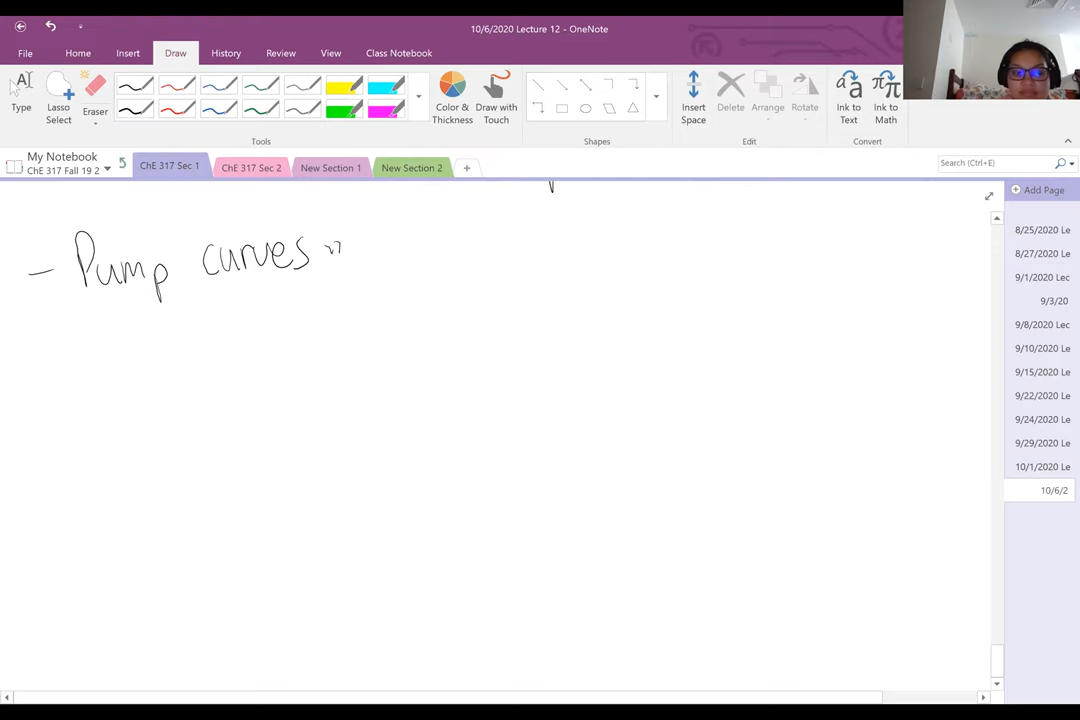 10/6/2020 Lecture 12 - OneNote
File Home Insert Draw History Review View Class Notebook
Type
Lasso Select
Eraser
Color & Thickness
Draw with Touch
Insert Space
Delete
Arrange
Rotate
Ink to Text
Ink to Math
Tools Shapes Edit Convert
My Notebook
ChE 317 Fall 19 2
ChE 317 Sec 1 ChE 317 Sec 2 New Section 1 New Section 2
Search (Ctrl+E)
Add Page
- Pump curves
8/25/2020 Le
8/27/2020 Le
9/1/2020 Lec
9/3/20
9/8/2020 Lec
9/10/2020 Le
9/15/2020 Le
9/22/2020 Le
9/24/2020 Le
9/29/2020 Le
10/1/2020 Le
10/6/2